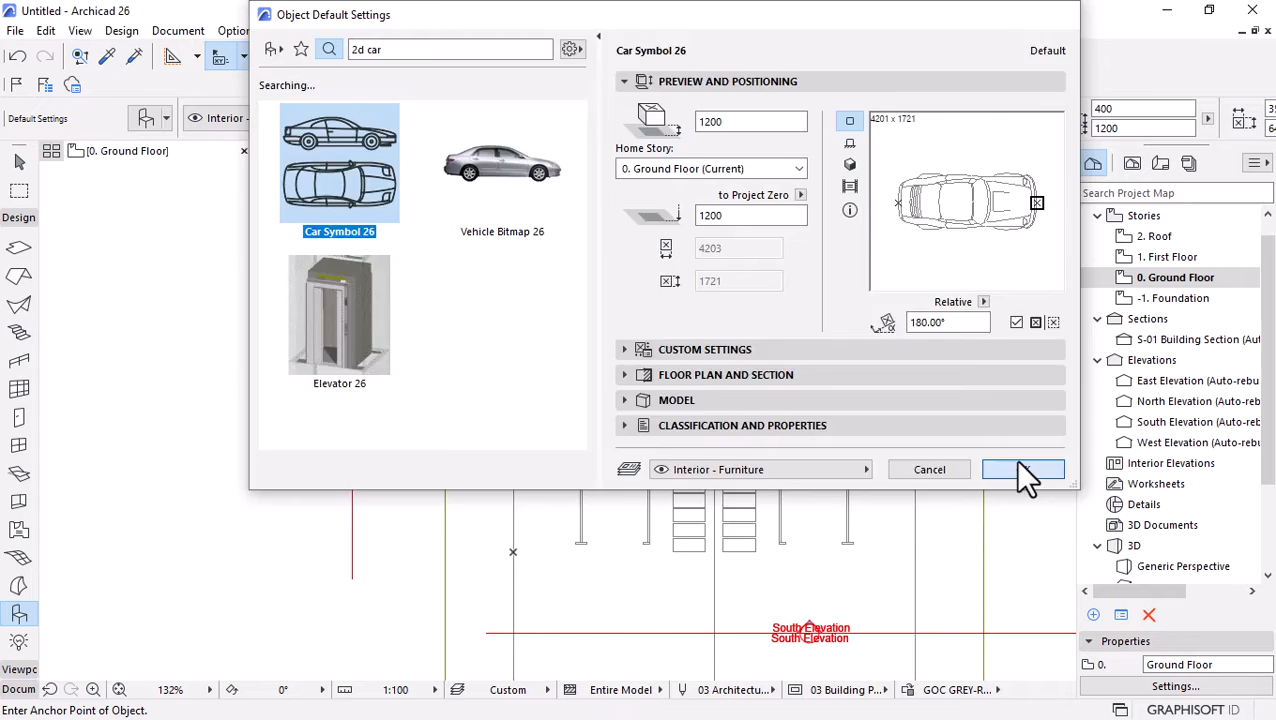 Untitled - Archicad 26
File Edit View Design Document Optio
Default Settings
Interior -
[0. Ground Floor]
Design
Viewpc
Docum
Object Default Settings
2d car
Searching...
Car Symbol 26
Vehicle Bitmap 26
Elevator 26
Car Symbol 26
Default
PREVIEW AND POSITIONING
1200
Home Story:
0. Ground Floor (Current)
to Project Zero
1200
4203
1721
4201 x 1721
Relative
180.00°
CUSTOM SETTINGS
FLOOR PLAN AND SECTION
MODEL
CLASSIFICATION AND PROPERTIES
Interior - Furniture
Cancel
South Elevation
South Elevation
400
1200
35
64
Search Project Map
Stories
2. Roof
1. First Floor
0. Ground Floor
-1. Foundation
Sections
S-01 Building Section (Aut
Elevations
East Elevation (Auto-rebu
North Elevation (Auto-reb
South Elevation (Auto-reb
West Elevation (Auto-rebu
Interior Elevations
Worksheets
Details
3D Documents
3D
Generic Perspective
Properties
0.
Ground Floor
Settings...
132%
0°
1:100
Custom
Entire Model
03 Architectu...
03 Building P...
GOC GREY-R...
Enter Anchor Point of Object.
GRAPHISOFT ID